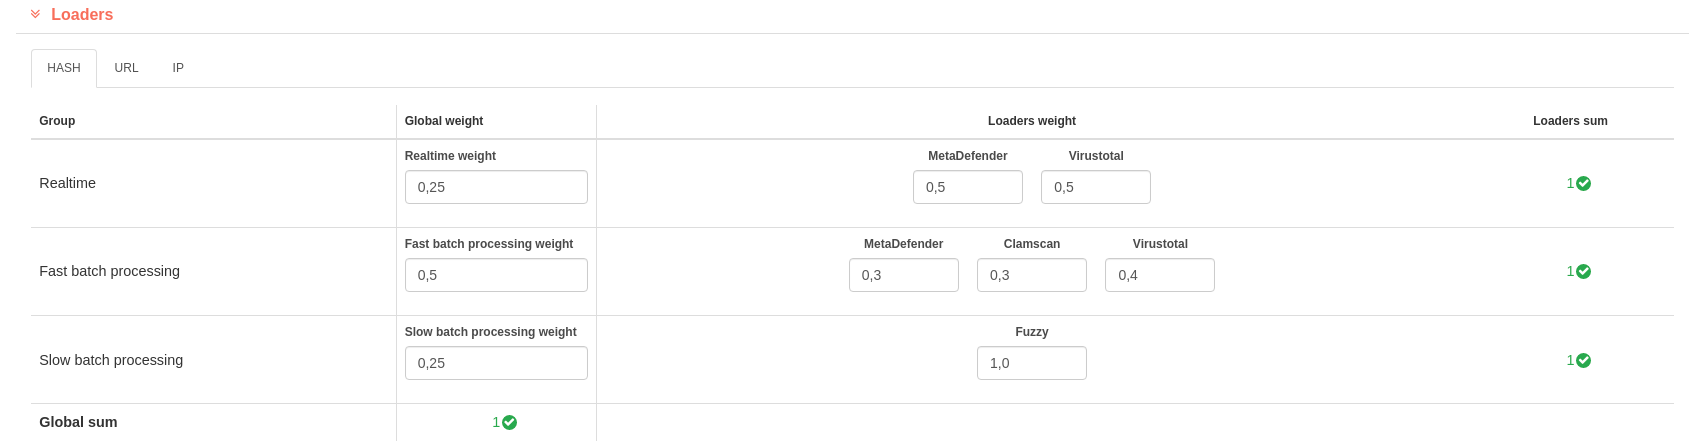 Loaders
HASH URL IP
Group Global weight Loaders weight Loaders sum
Realtime weight MetaDefender Virustotal
Realtime 0,25 0,5 0,5 1
Fast batch processing weight MetaDefender Clamscan Virustotal
Fast batch processing 0,5 0,3 0,3 0,4 1
Slow batch processing weight Fuzzy
Slow batch processing 0,25 1,0 1
Global sum 1